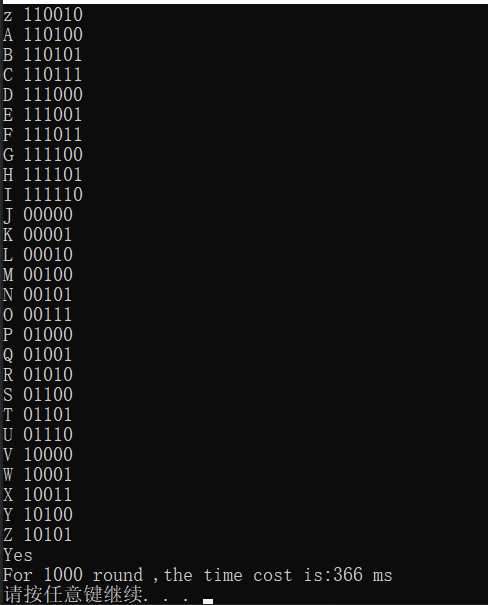 z 110010
A 110100
B 110101
C 110111
D 111000
E 111001
F 111011
G 111100
H 111101
I 111110
J 00000
K 00001
L 00010
M 00100
N 00101
O 00111
P 01000
Q 01001
R 01010
S 01100
T 01101
U 01110
V 10000
W 10001
X 10011
Y 10100
Z 10101
Yes
For 1000 round ,the time cost is:366 ms
请按任意键继续. . .